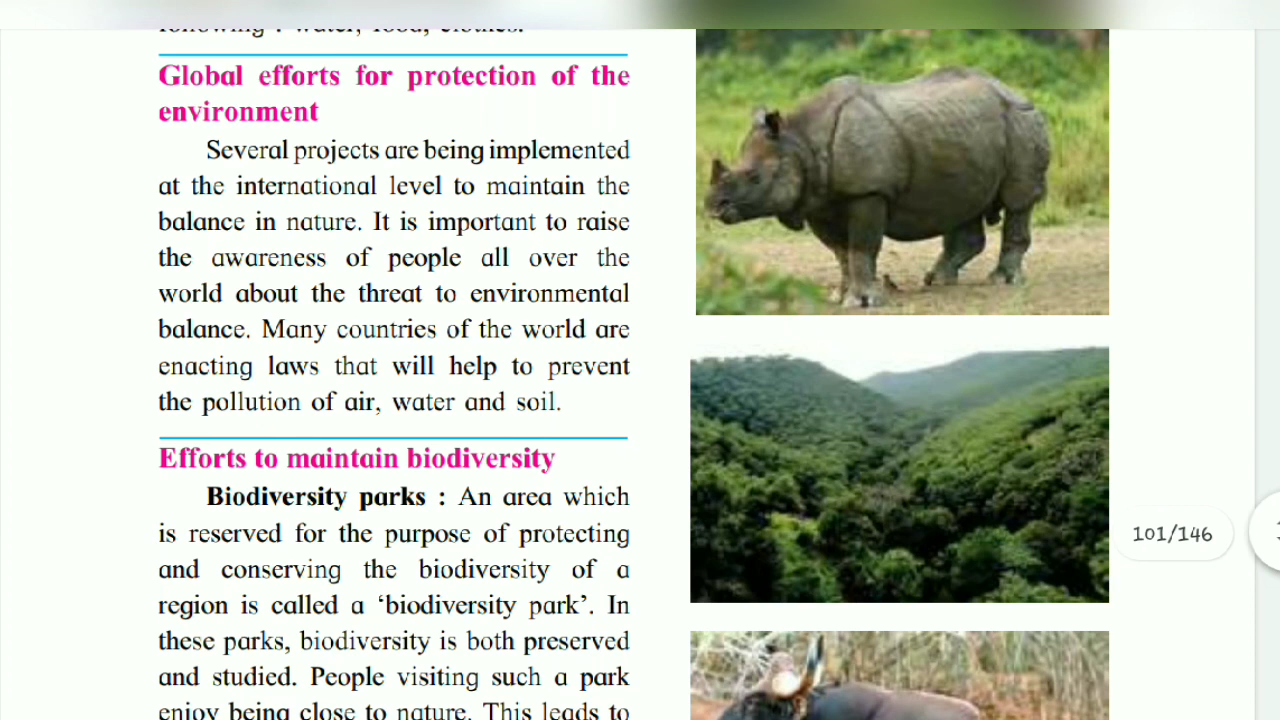 following : water, food, clothes.
Global efforts for protection of the
environment
Several projects are being implemented
at the international level to maintain the
balance in nature. It is important to raise
the awareness of people all over the
world about the threat to environmental
balance. Many countries of the world are
enacting laws that will help to prevent
the pollution of air, water and soil.
Efforts to maintain biodiversity
Biodiversity parks : An area which
is reserved for the purpose of protecting
and conserving the biodiversity of a
region is called a ‘biodiversity park’. In
these parks, biodiversity is both preserved
and studied. People visiting such a park
enjoy being close to nature. This leads to
101/146